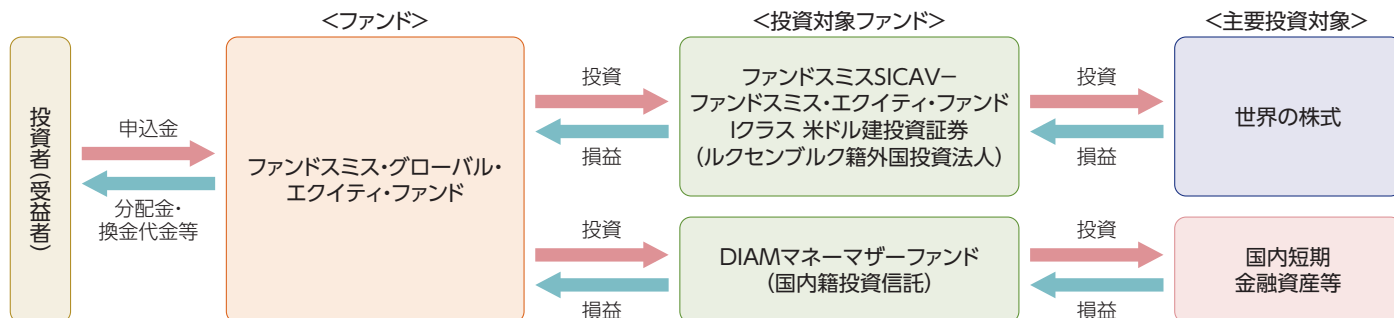 <ファンド>
<投資対象ファンド>
<主要投資対象>
投資者(受益者)
申込金
分配金・
換金代金等
ファンドスミス・グローバル・
エクイティ・ファンド
投資
損益
ファンドスミスSICAV－
ファンドスミス・エクイティ・ファンド
Iクラス 米ドル建投資証券
(ルクセンブルク籍外国投資法人)
投資
損益
世界の株式
投資
損益
DIAMマネーマザーファンド
(国内籍投資信託)
投資
損益
国内短期
金融資産等